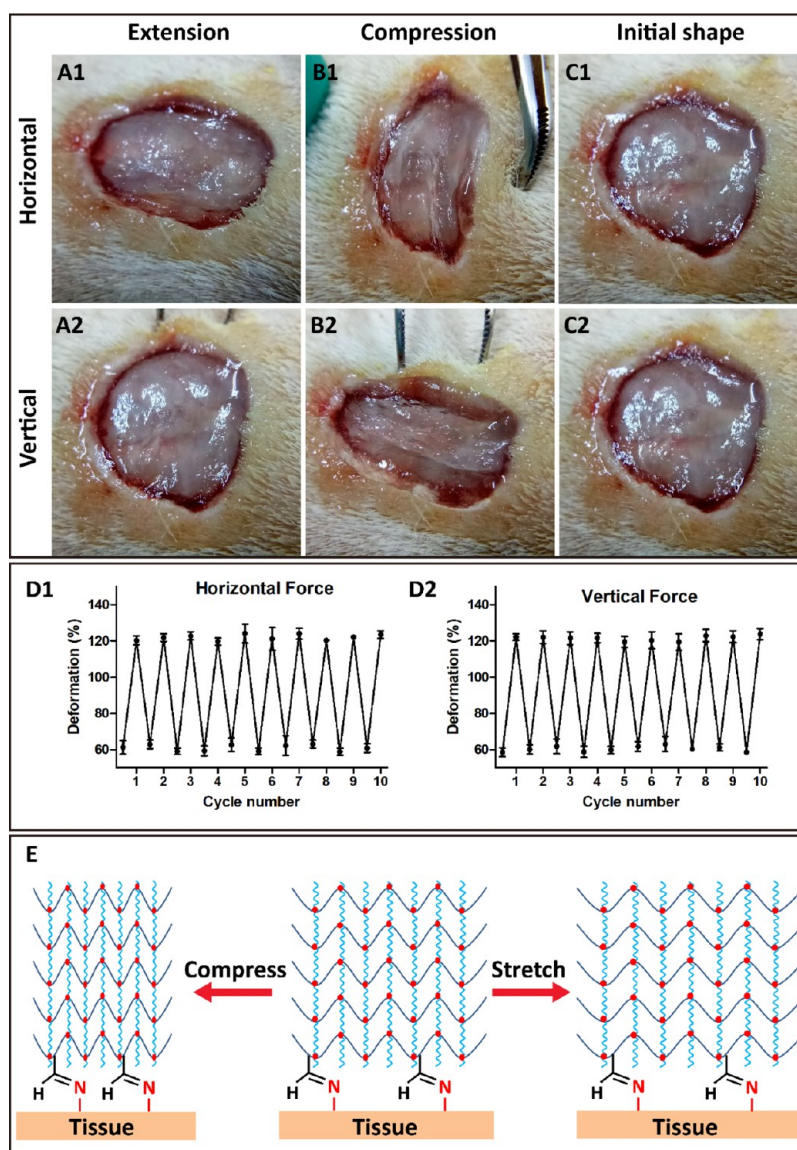 Extension Compression Initial shape
Horizontal
A1 B1 C1
Vertical
A2 B2 C2
D1
Horizontal Force
Deformation (%)
140
120
100
80
60
1 2 3 4 5 6 7 8 9 10
Cycle number
D2
Vertical Force
Deformation (%)
140
120
100
80
60
1 2 3 4 5 6 7 8 9 10
Cycle number
E
Compress Stretch
H N N H N N H N N
Tissue Tissue Tissue